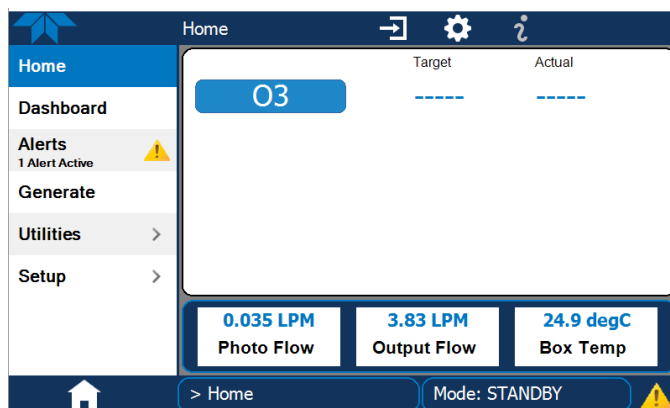 Home
Home
Target Actual
O3 ----- -----
Dashboard
Alerts
1 Alert Active
Generate
Utilities >
Setup >
0.035 LPM 3.83 LPM 24.9 degC
Photo Flow Output Flow Box Temp
> Home Mode: STANDBY